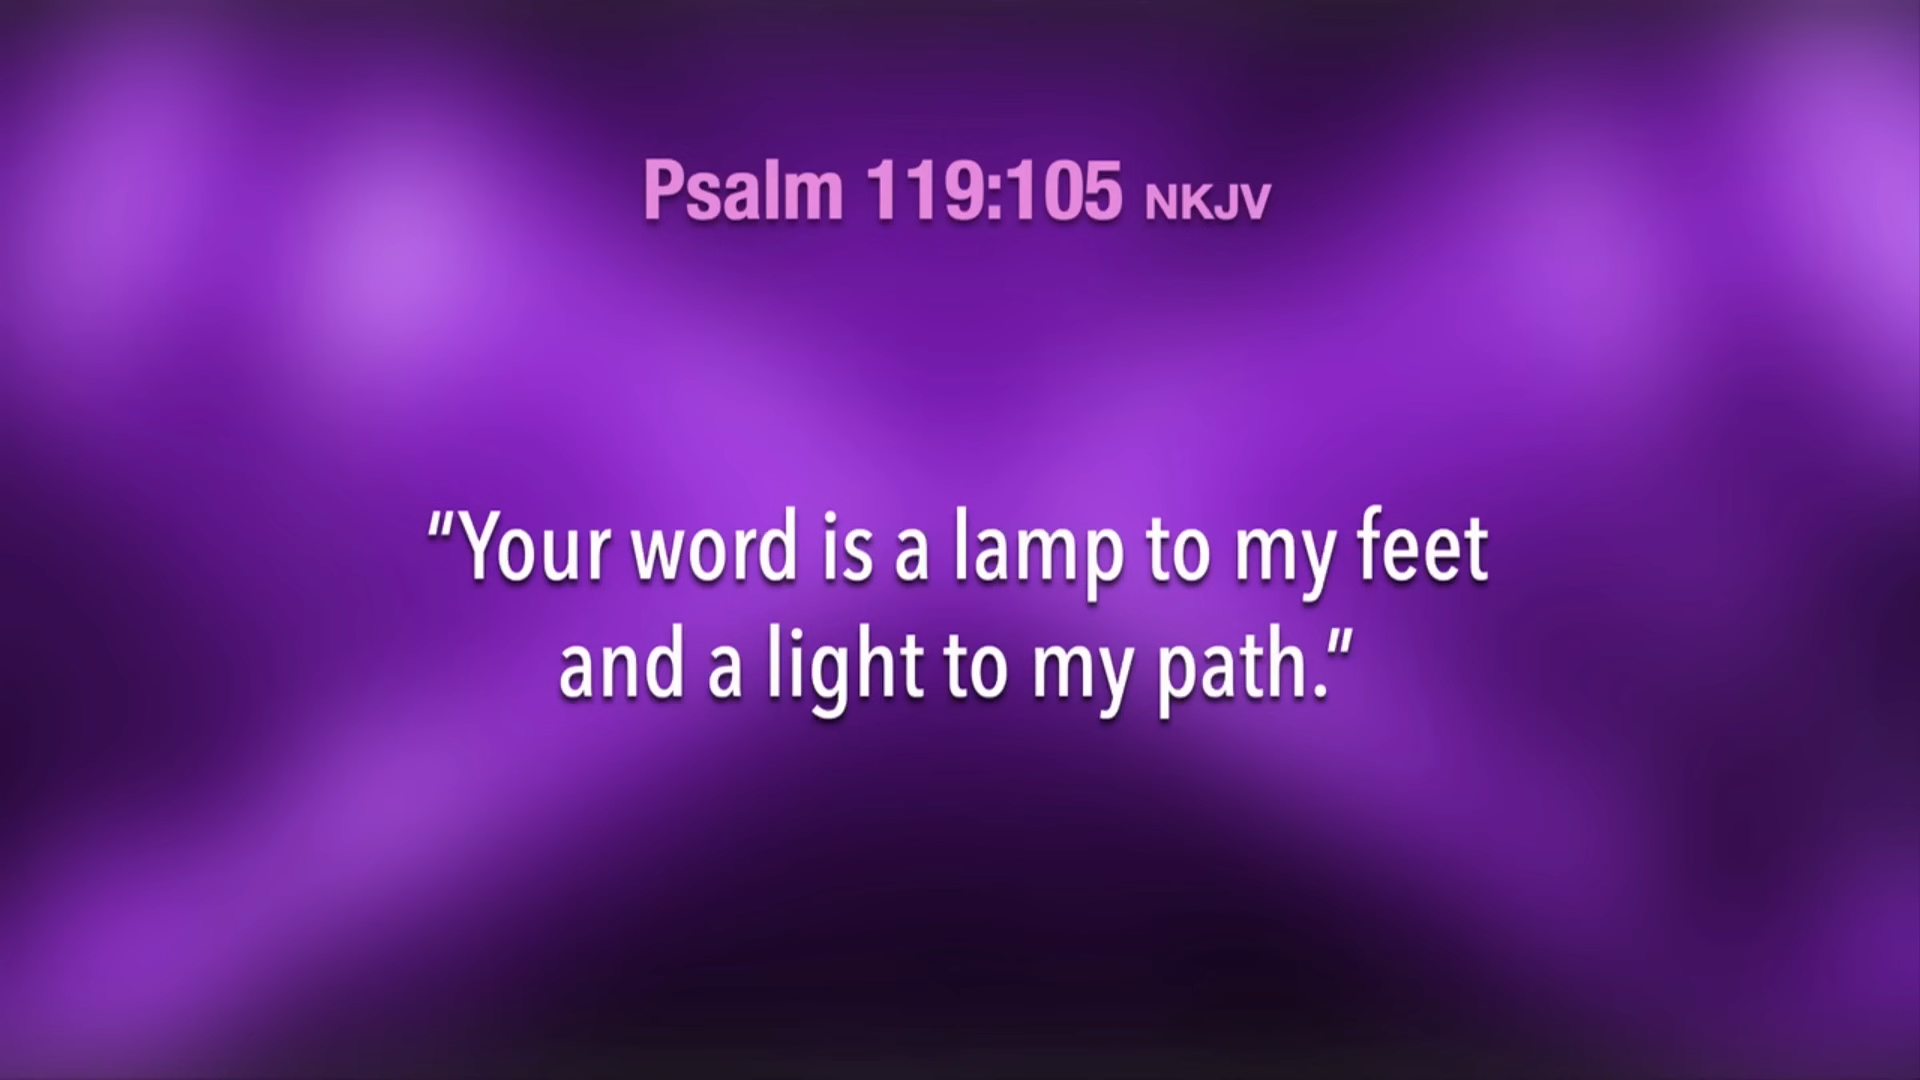 Psalm 119:105 NKJV
“Your word is a lamp to my feet
and a light to my path.”